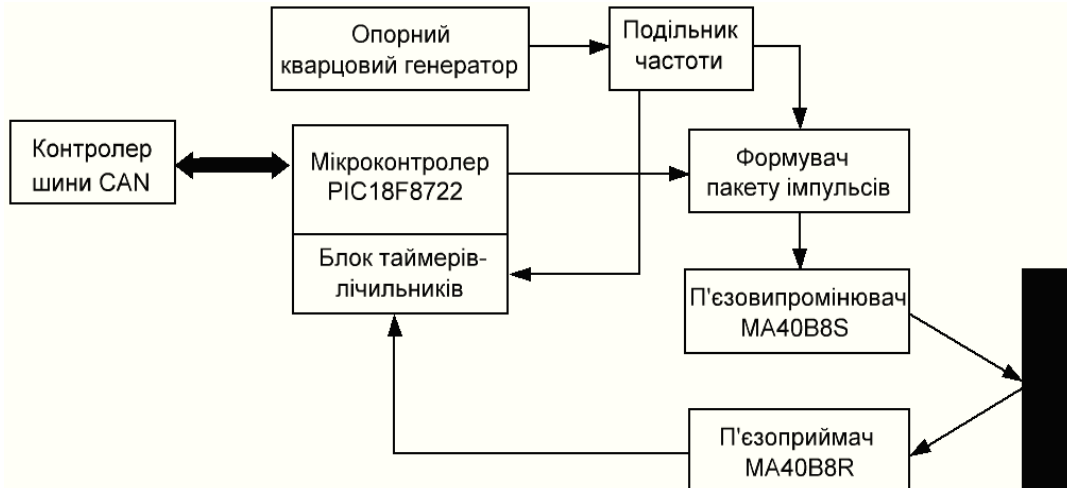 Опорний
кварцовий генератор
Подільник
частоти
Контролер
шини CAN
Мікроконтролер
PIC18F8722
Формувач
пакету імпульсів
Блок таймерів-
лічильників
П'єзовипромінювач
MA40B8S
П'єзоприймач
MA40B8R